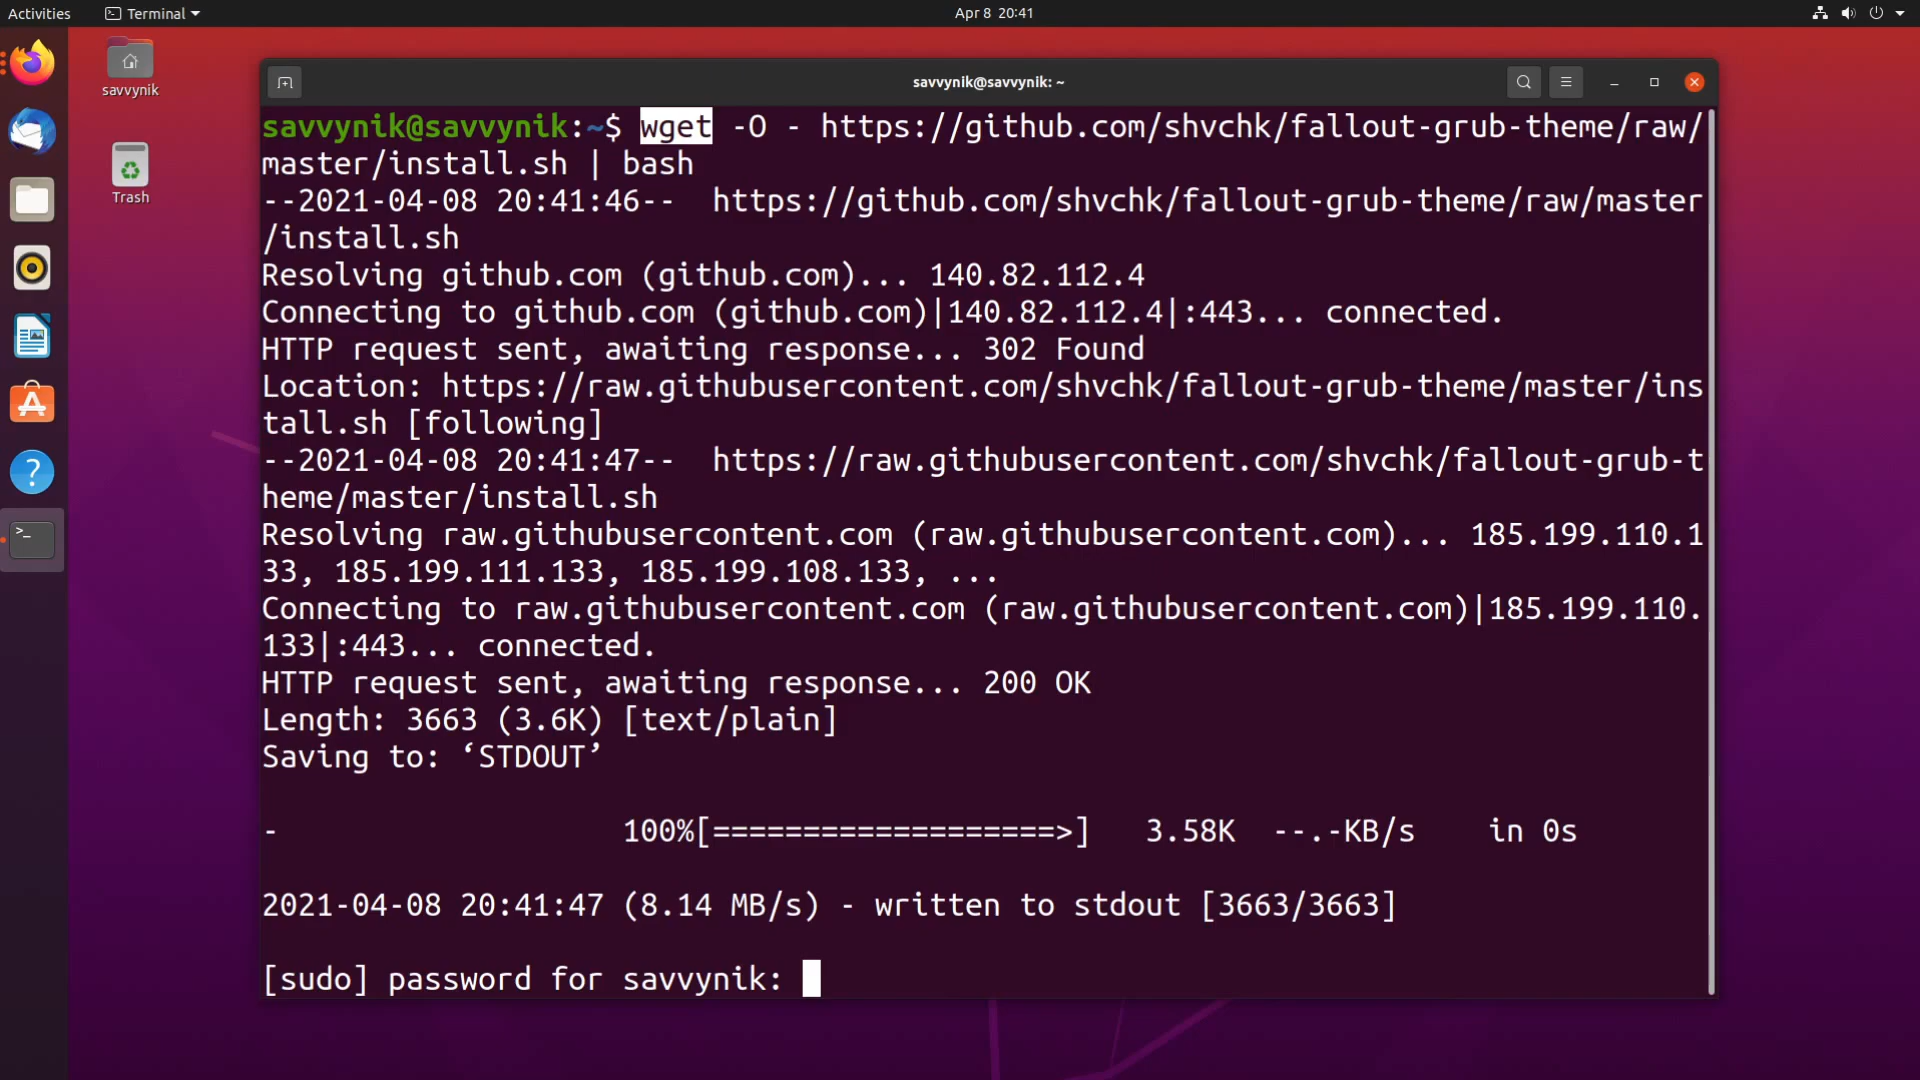 Activities
Terminal
Apr 8 20:41
savvynik
Trash
savvynik@savvynik: ~
savvynik@savvynik:~$ wget -O - https://github.com/shvchk/fallout-grub-theme/raw/
master/install.sh | bash
--2021-04-08 20:41:46--  https://github.com/shvchk/fallout-grub-theme/raw/master
/install.sh
Resolving github.com (github.com)... 140.82.112.4
Connecting to github.com (github.com)|140.82.112.4|:443... connected.
HTTP request sent, awaiting response... 302 Found
Location: https://raw.githubusercontent.com/shvchk/fallout-grub-theme/master/ins
tall.sh [following]
--2021-04-08 20:41:47--  https://raw.githubusercontent.com/shvchk/fallout-grub-t
heme/master/install.sh
Resolving raw.githubusercontent.com (raw.githubusercontent.com)... 185.199.110.1
33, 185.199.111.133, 185.199.108.133, ...
Connecting to raw.githubusercontent.com (raw.githubusercontent.com)|185.199.110.
133|:443... connected.
HTTP request sent, awaiting response... 200 OK
Length: 3663 (3.6K) [text/plain]
Saving to: ‘STDOUT’
-                   100%[===================>]   3.58K  --.-KB/s    in 0s
2021-04-08 20:41:47 (8.14 MB/s) - written to stdout [3663/3663]
[sudo] password for savvynik: